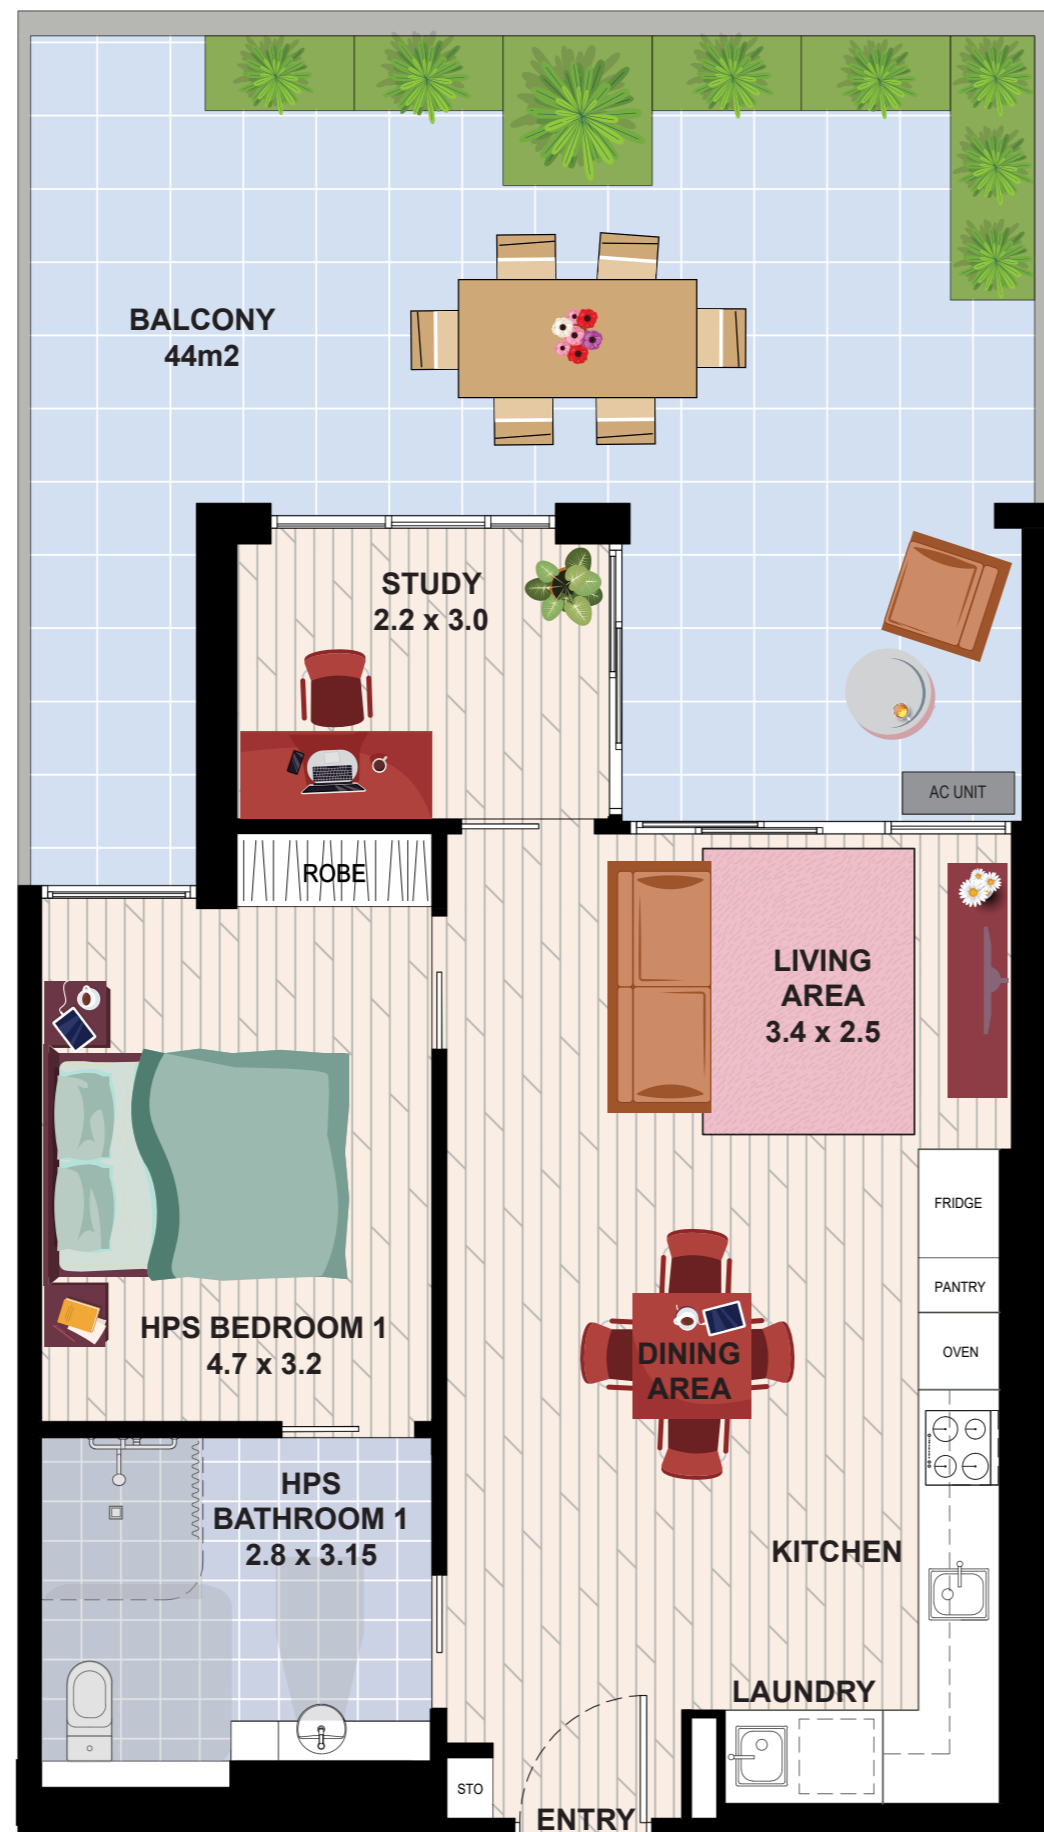 BALCONY
44m2
STUDY
2.2 x 3.0
AC UNIT
ROBE
LIVING
AREA
3.4 x 2.5
FRIDGE
PANTRY
HPS BEDROOM 1
4.7 x 3.2
DINING
AREA
OVEN
HPS
BATHROOM 1
2.8 x 3.15
KITCHEN
LAUNDRY
STO
ENTRY